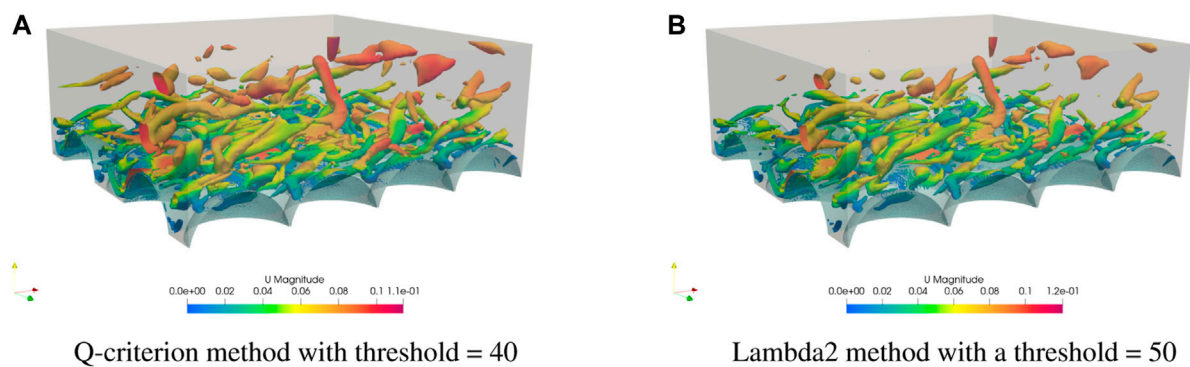 A
B
U Magnitude
0.0e+00 0.02 0.04 0.06 0.08 0.1 1.1e-01
U Magnitude
0.0e+00 0.02 0.04 0.06 0.08 0.1 1.2e-01
Q-criterion method with threshold = 40
Lambda2 method with a threshold = 50